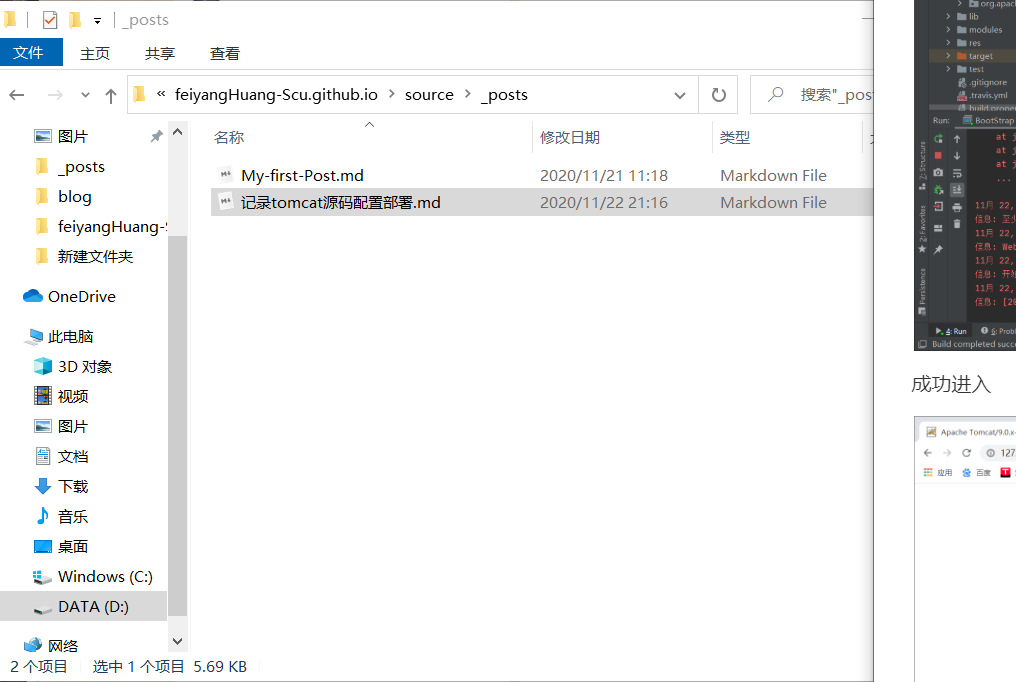 _posts
文件 主页 共享 查看
« feiyangHuang-Scu.github.io > source > _posts
搜索"_pos
名称 修改日期 类型
My-first-Post.md 2020/11/21 11:18 Markdown File
记录tomcat源码配置部署.md 2020/11/22 21:16 Markdown File
图片
_posts
blog
feiyangHuang-
新建文件夹
OneDrive
此电脑
3D 对象
视频
图片
文档
下载
音乐
桌面
Windows (C:)
DATA (D:)
网络
2 个项目 选中 1 个项目 5.69 KB
org.apac
lib
modules
res
target
test
.gitignore
.travis.yml
build.prope
Run: BootStrap
at
at
at
...
11月 22,
信息: 至少
11月 22,
信息: Web
11月 22,
信息: 开始
11月 22,
信息: [20
Z: Structure
2: Favorites
Persistence
4: Run 6: Probl
Build completed succe
成功进入
Apache Tomcat/9.0.x-
127.
应用 百度